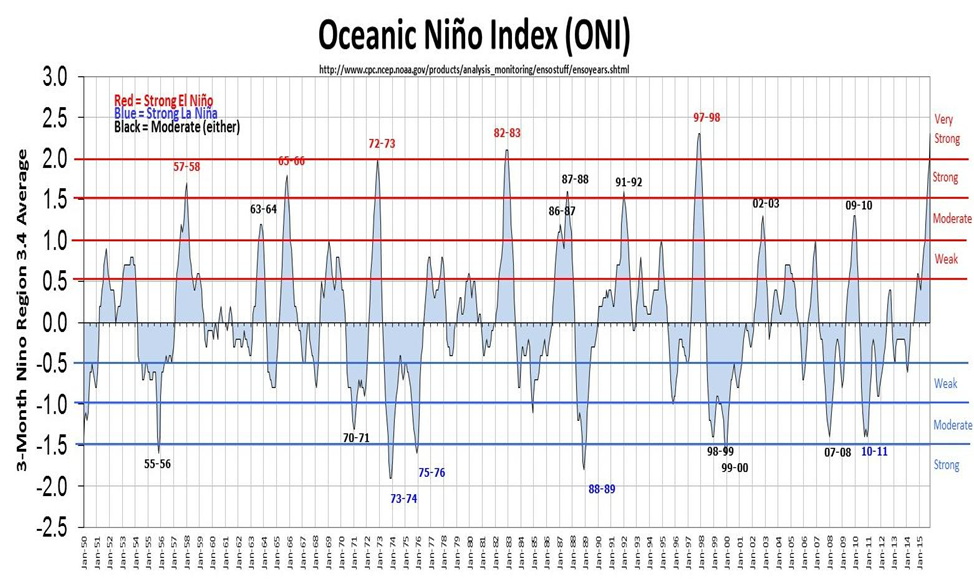 Oceanic Niño Index (ONI)
http://www.cpc.ncep.noaa.gov/products/analysis_monitoring/ensostuff/ensoyears.shtml
3-Month Nino Region 3.4 Average
3.0
2.5
2.0
1.5
1.0
0.5
0.0
-0.5
-1.0
-1.5
-2.0
-2.5
Red = Strong El Niño
Blue = Strong La Niña
Black = Moderate (either)
57-58
63-64
65-66
72-73
82-83
86-87
87-88
91-92
97-98
02-03
09-10
55-56
70-71
73-74
75-76
88-89
98-99
99-00
07-08
10-11
Very
Strong
Strong
Moderate
Weak
Weak
Moderate
Strong
Jan-50
Jan-51
Jan-52
Jan-53
Jan-54
Jan-55
Jan-56
Jan-57
Jan-58
Jan-59
Jan-60
Jan-61
Jan-62
Jan-63
Jan-64
Jan-65
Jan-66
Jan-67
Jan-68
Jan-69
Jan-70
Jan-71
Jan-72
Jan-73
Jan-74
Jan-75
Jan-76
Jan-77
Jan-78
Jan-79
Jan-80
Jan-81
Jan-82
Jan-83
Jan-84
Jan-85
Jan-86
Jan-87
Jan-88
Jan-89
Jan-90
Jan-91
Jan-92
Jan-93
Jan-94
Jan-95
Jan-96
Jan-97
Jan-98
Jan-99
Jan-00
Jan-01
Jan-02
Jan-03
Jan-04
Jan-05
Jan-06
Jan-07
Jan-08
Jan-09
Jan-10
Jan-11
Jan-12
Jan-13
Jan-14
Jan-15